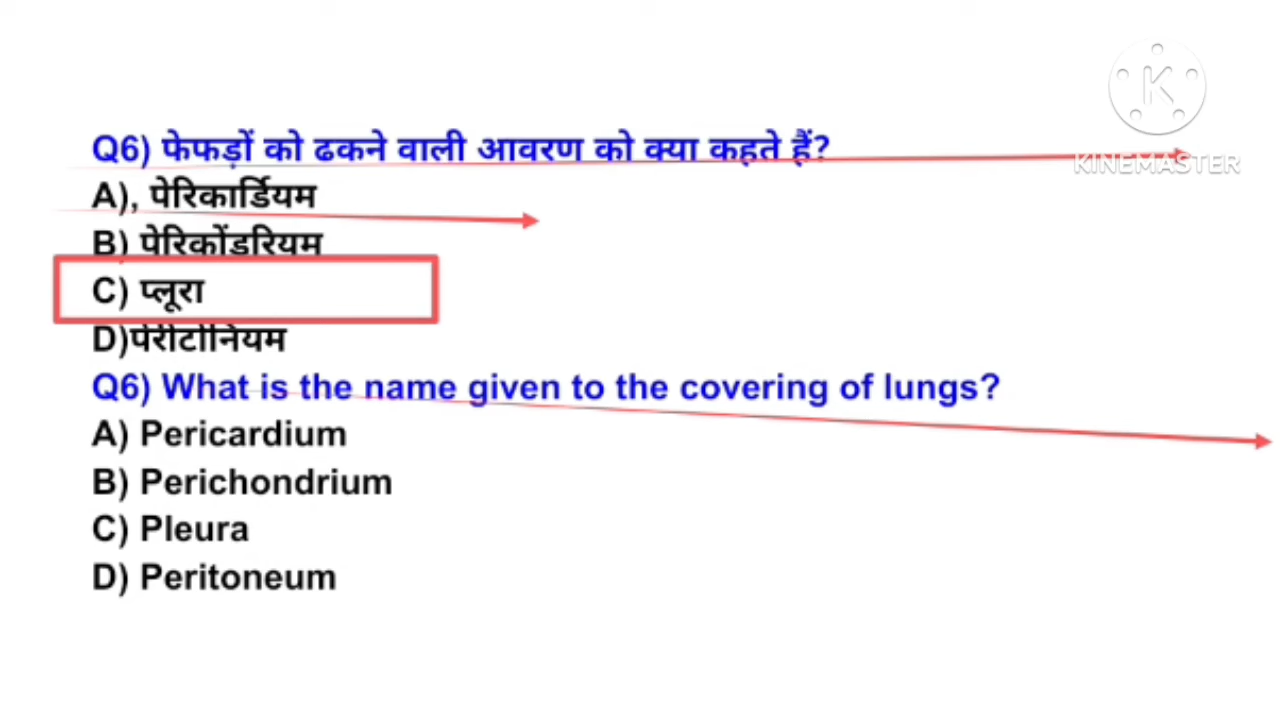 Q6) फेफड़ों को ढकने वाली आवरण को क्या कहते हैं?
A), पेरिकार्डियम
B) पेरिकोंडरियम
C) प्लूरा
D)पेरीटोनियम
Q6) What is the name given to the covering of lungs?
A) Pericardium
B) Perichondrium
C) Pleura
D) Peritoneum
K
KINEMASTER